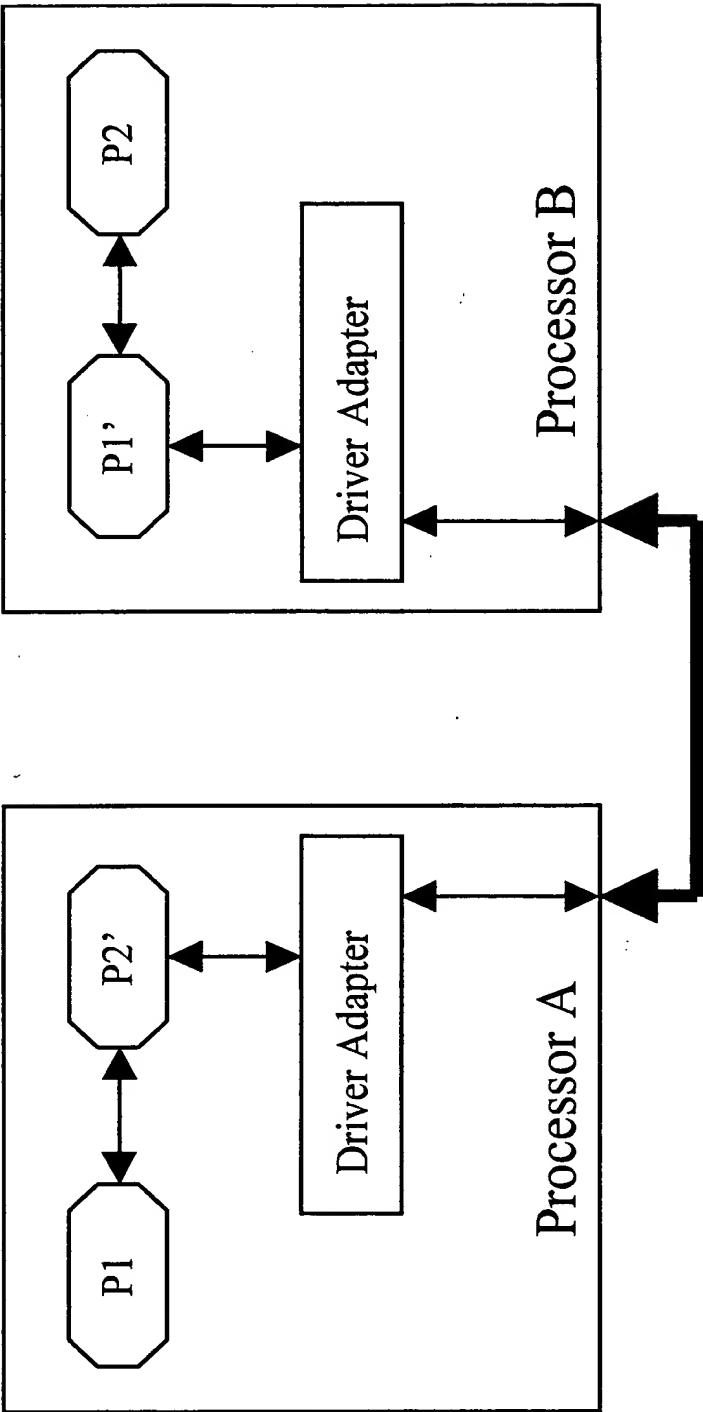 P1
P2’
Driver Adapter
Processor A
P1’
P2
Driver Adapter
Processor B